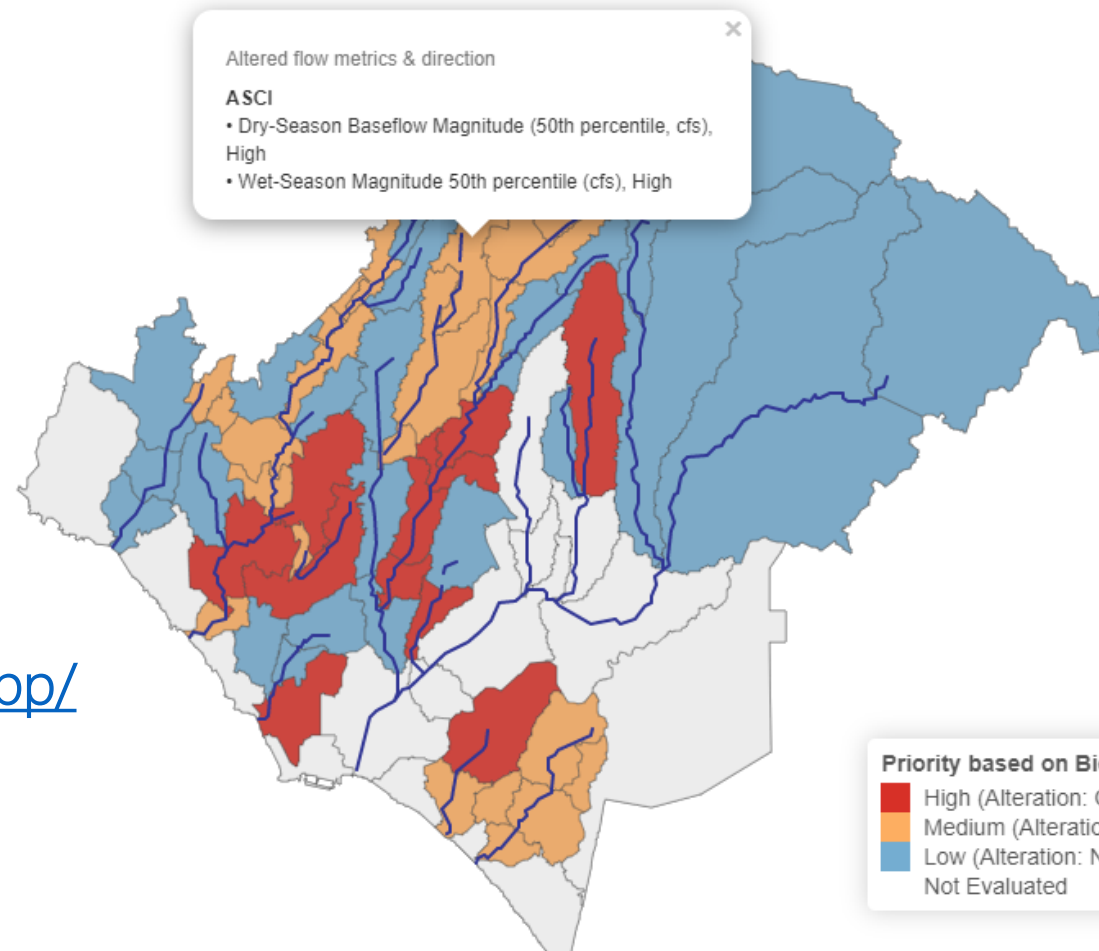 Altered flow metrics & direction
ASCI
• Dry-Season Baseflow Magnitude (50th percentile, cfs),
High
• Wet-Season Magnitude 50th percentile (cfs), High
pp/
Priority based on Bi
High (Alteration:
Medium (Alteratio
Low (Alteration: N
Not Evaluated